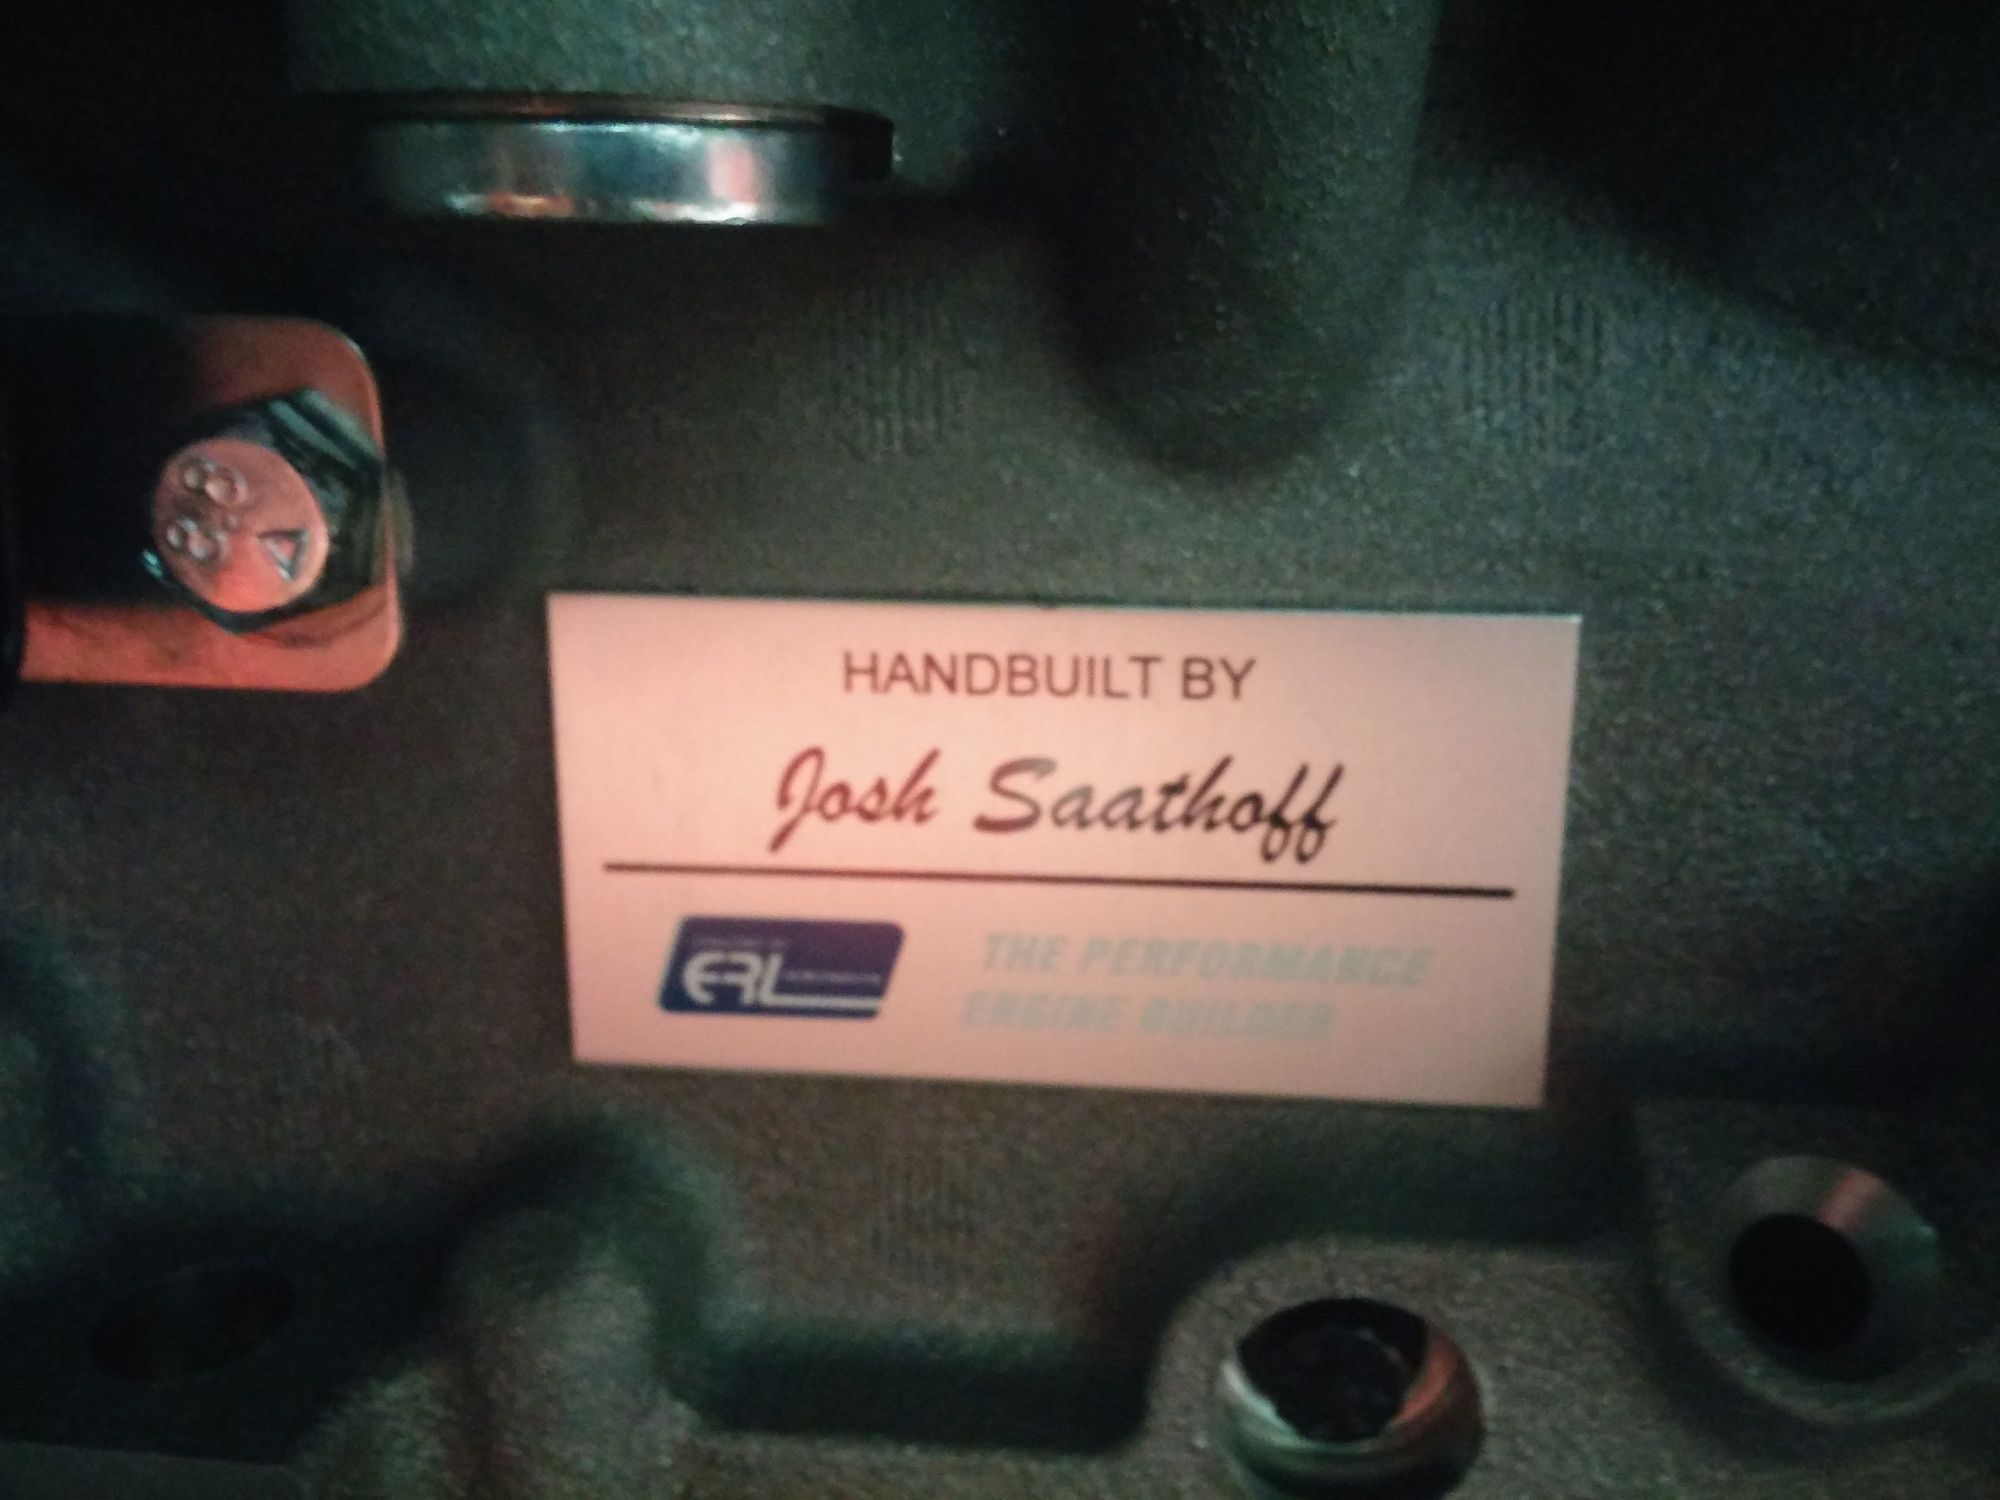 8.8
HANDBUILT BY
Josh Saathoff
ERL
THE PERFORMANCE
ENGINE BUILDER